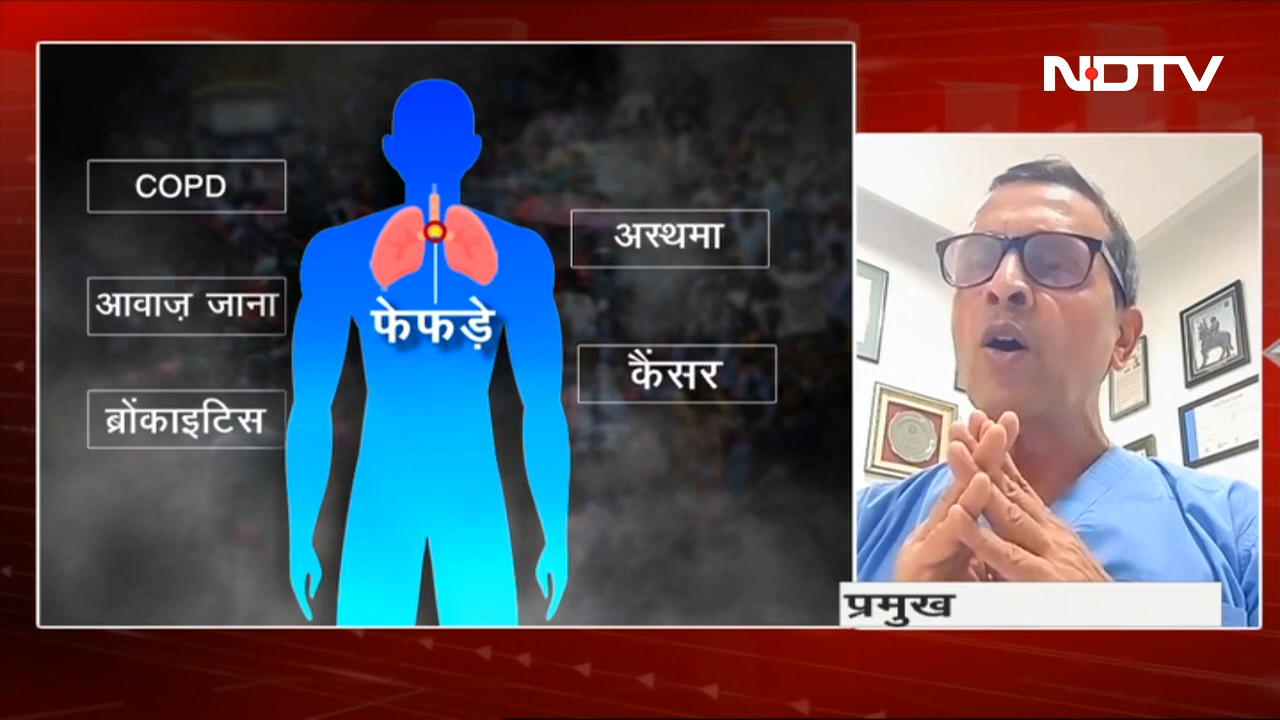 NDTV
COPD
आवाज़ जाना
ब्रोंकाइटिस
फेफड़े
अस्थमा
कैंसर
प्रमुख